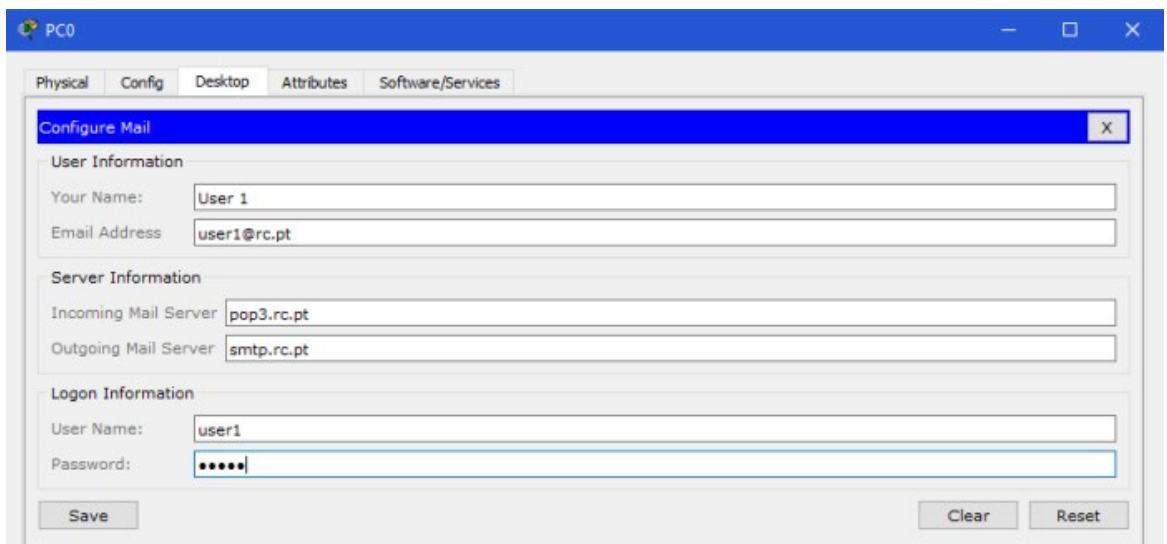 PC0
Physical Config Desktop Attributes Software/Services
Configure Mail X
User Information
Your Name: User 1
Email Address user1@rc.pt
Server Information
Incoming Mail Server pop3.rc.pt
Outgoing Mail Server smtp.rc.pt
Logon Information
User Name: user1
Password: •••••
Save Clear Reset